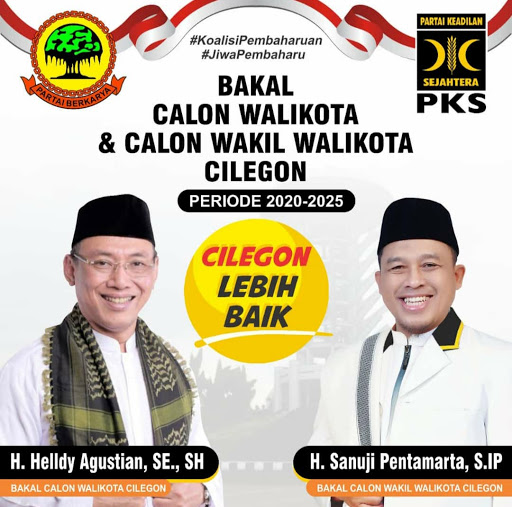 PARTAI BERKARYA
#KoalisiPembaharuan
#JiwaPembaharu
PARTAI KEADILAN
SEJAHTERA
PKS
BAKAL
CALON WALIKOTA
& CALON WAKIL WALIKOTA
CILEGON
PERIODE 2020-2025
CILEGON
LEBIH
BAIK
H. Helldy Agustian, SE., SH
BAKAL CALON WALIKOTA CILEGON
H. Sanuji Pentamarta, S.IP
BAKAL CALON WAKIL WALIKOTA CILEGON